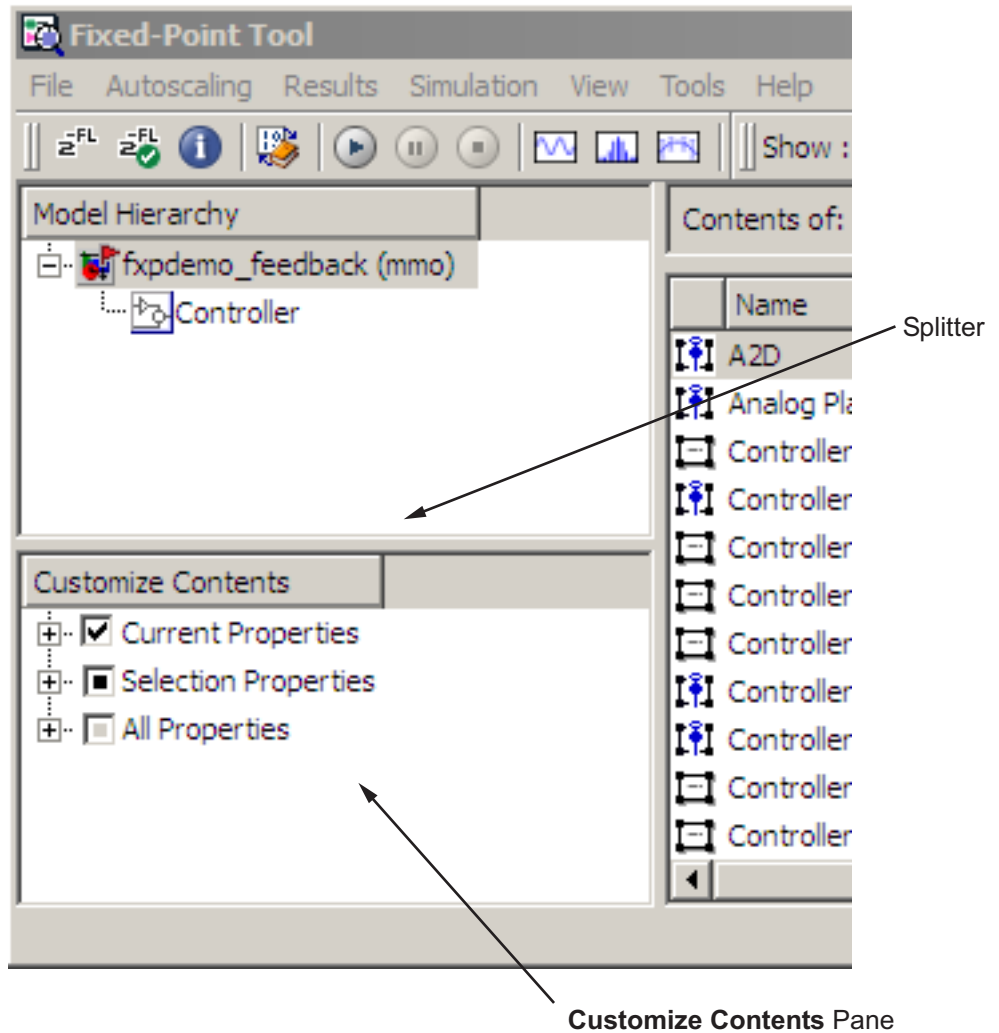 Fixed-Point Tool
File Autoscaling Results Simulation View Tools Help
Show :
Model Hierarchy
fxpdemo_feedback (mmo)
Controller
Contents of:
Name
A2D
Analog Pla
Controller
Controller
Controller
Controller
Controller
Controller
Controller
Controller
Controller
Splitter
Customize Contents
Current Properties
Selection Properties
All Properties
Customize Contents Pane